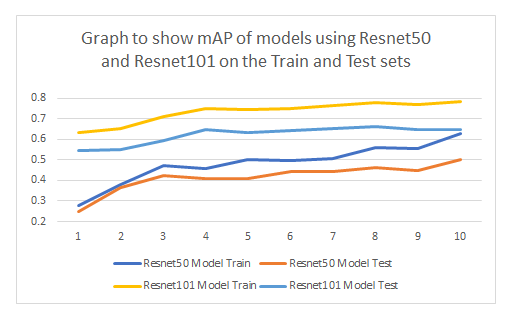 Graph to show mAP of models using Resnet50
and Resnet101 on the Train and Test sets
0.8
0.7
0.6
0.5
0.4
0.3
0.2
1 2 3 4 5 6 7 8 9 10
Resnet50 Model Train Resnet50 Model Test
Resnet101 Model Train Resnet101 Model Test